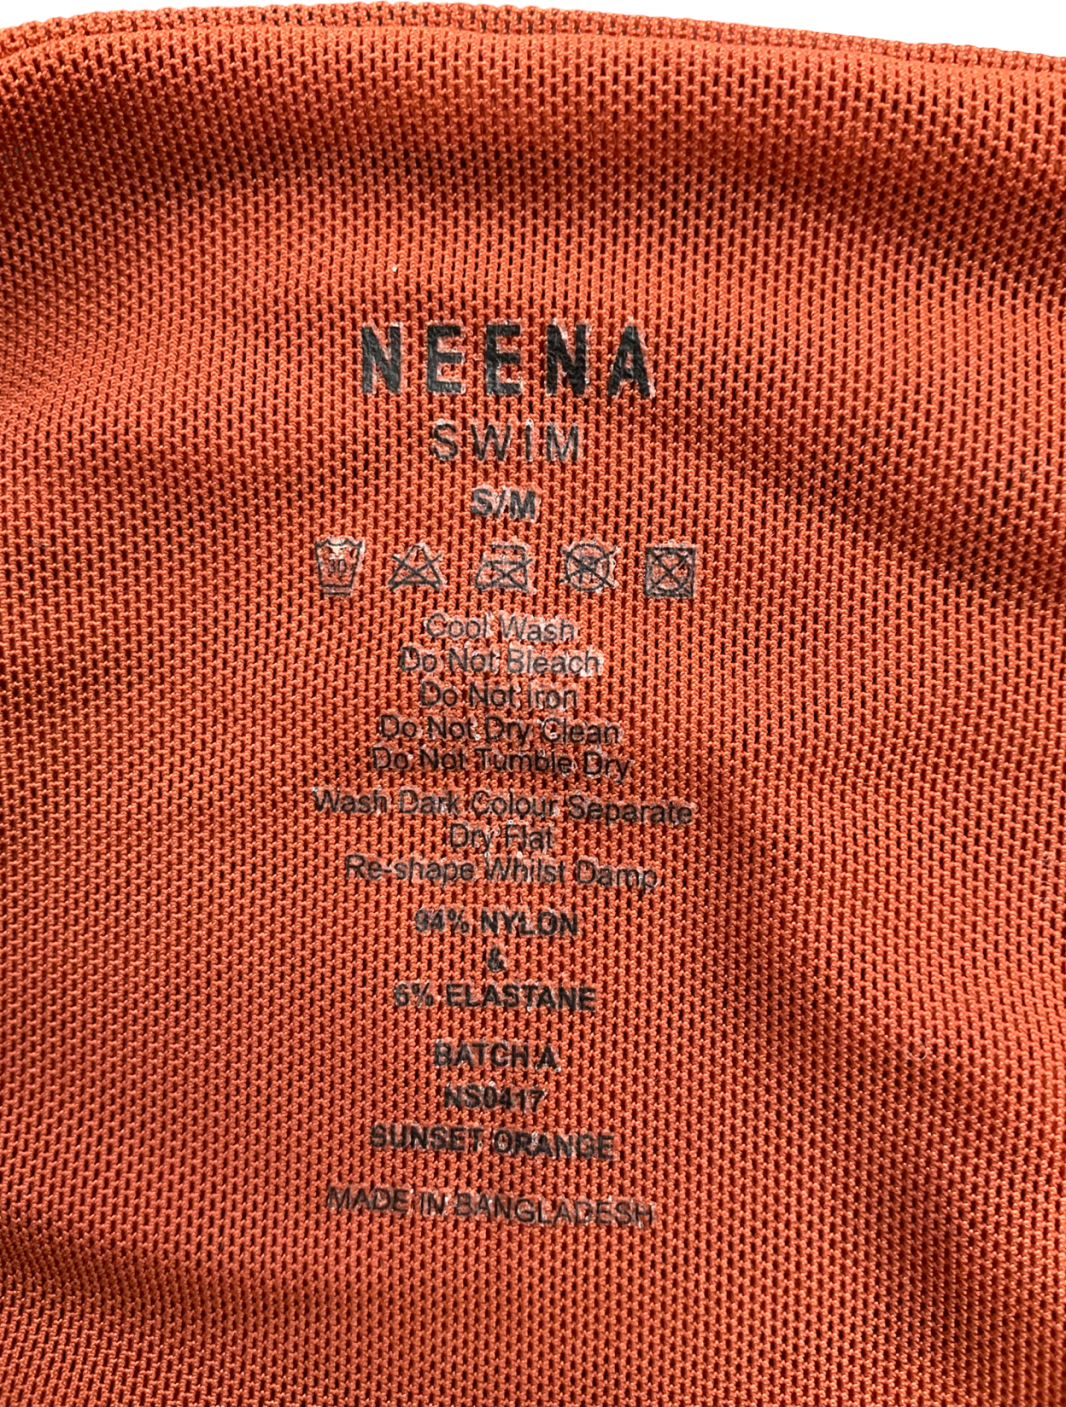 NEENA
SWIM
S/M
30 P
Cool Wash
Do Not Bleach
Do Not Iron
Do Not Dry Clean
Do Not Tumble Dry
Wash Dark Colour Separate
Dry Flat
Re-shape Whilst Damp.
94% NYLON
&
6% ELASTANE
BATCH A
NS0417
SUNSET ORANGE
MADE IN BANGLADESH